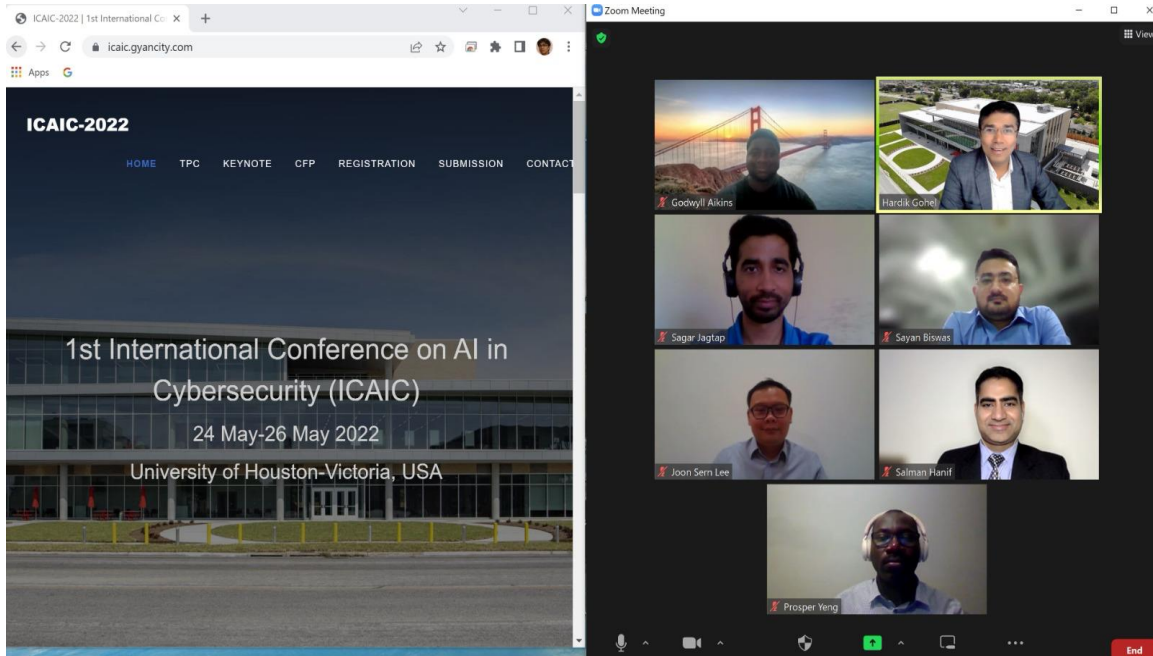 ICAIC-2022 | 1st International Co
icaic.gyancity.com
Apps
ICAIC-2022
HOME TPC KEYNOTE CFP REGISTRATION SUBMISSION CONTACT
1st International Conference on AI in
Cybersecurity (ICAIC)
24 May-26 May 2022
University of Houston-Victoria, USA
Zoom Meeting
View
Godwyll Aikins
Hardik Gohel
Sagar Jagtap
Sayan Biswas
Joon Sern Lee
Salman Hanif
Prosper Yeng
End